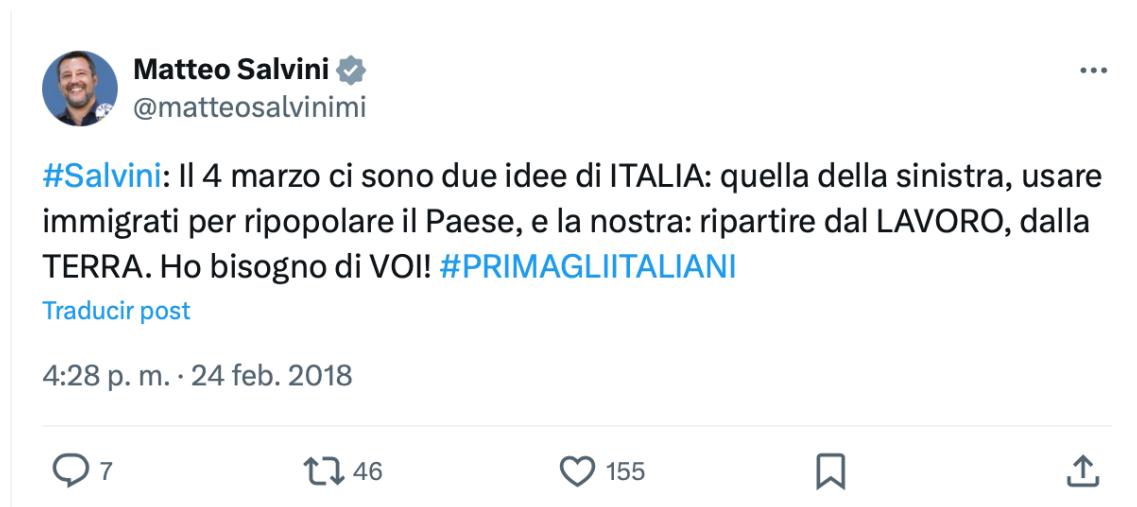 Matteo Salvini
@matteosalvinimi
#Salvini: Il 4 marzo ci sono due idee di ITALIA: quella della sinistra, usare
immigrati per ripopolare il Paese, e la nostra: ripartire dal LAVORO, dalla
TERRA. Ho bisogno di VOI! #PRIMAGLIITALIANI
Traducir post
4:28 p. m. · 24 feb. 2018
7 46 155